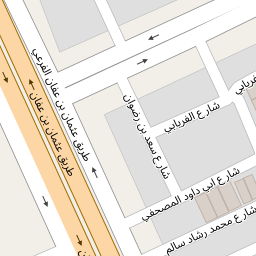 طريق عثمان بن عفان الفرعي
طريق عثمان بن عفان
شارع سعد بن رضوان
شارع الفريابي
شارع ابي داود المصحفي
شارع محمد رشاد سالم